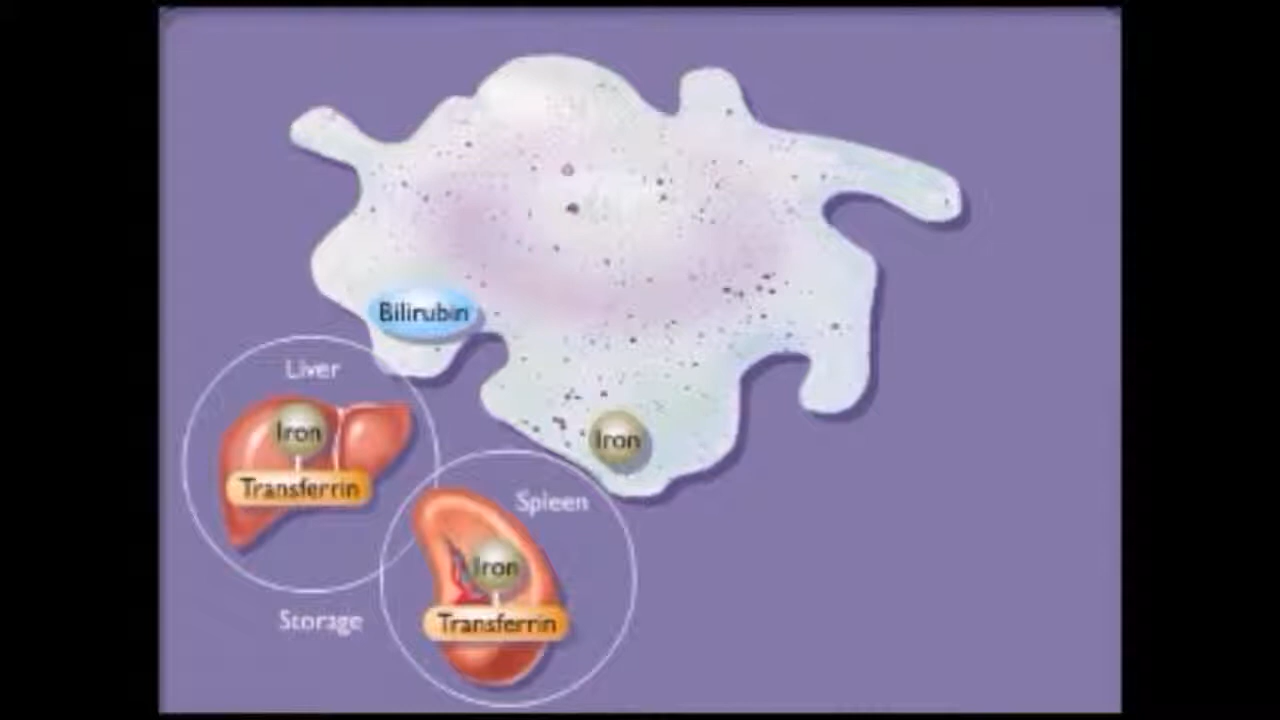 Bilirubin
Liver
Iron
Transferrin
Iron
Spleen
Iron
Transferrin
Storage